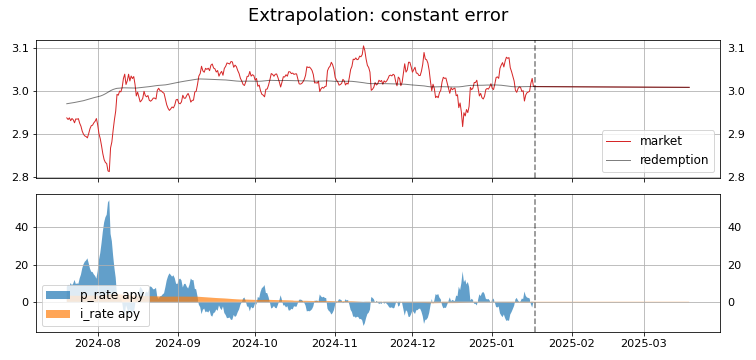 Extrapolation: constant error
3.1 3.1
3.0 3.0
2.9 2.9
2.8 2.8
market
redemption
40 40
20 20
0 0
p_rate apy
i_rate apy
2024-08 2024-09 2024-10 2024-11 2024-12 2025-01 2025-02 2025-03